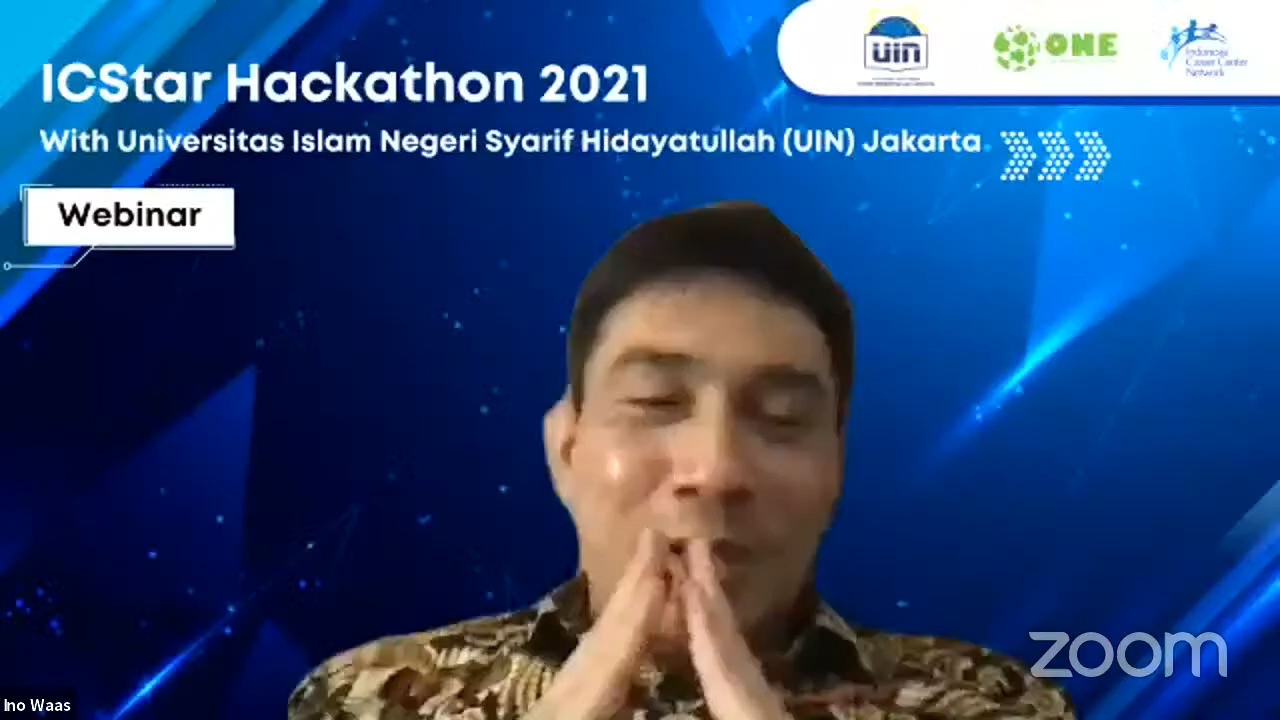 ICStar Hackathon 2021
With Universitas Islam Negeri Syarif Hidayatullah (UIN) Jakarta
Webinar
uin
ONE
Indonesia
Career Center
Network
zoom
Ino Waas